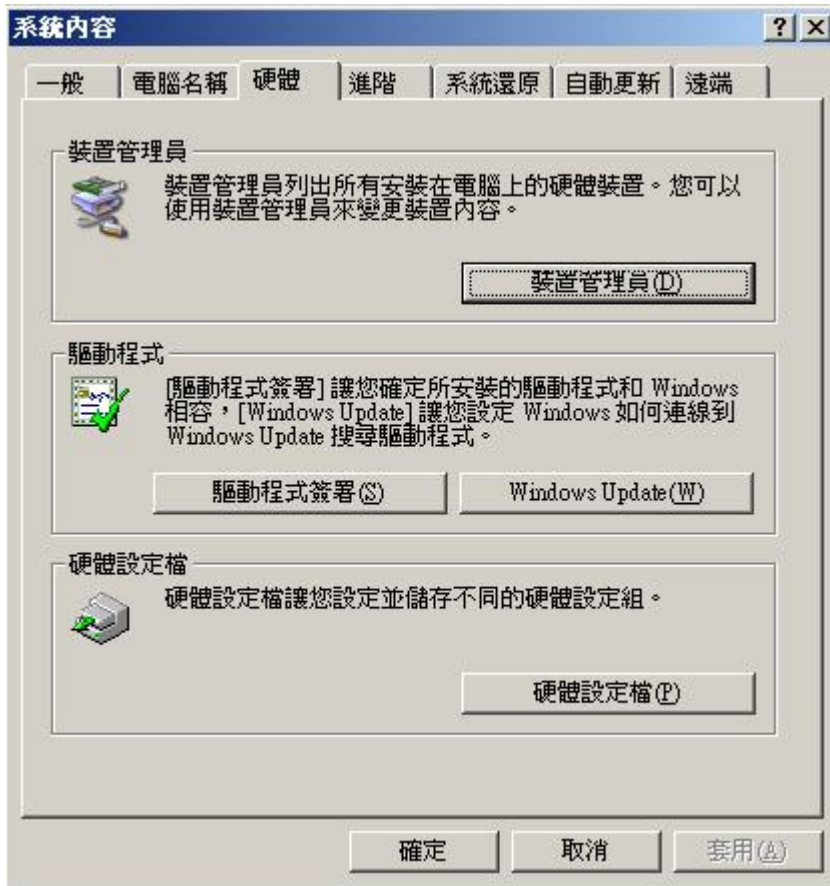 系統內容
一般 電腦名稱 硬體 進階 系統還原 自動更新 遠端
裝置管理員
裝置管理員列出所有安裝在電腦上的硬體裝置。您可以
使用裝置管理員來變更裝置內容。
裝置管理員(D)
驅動程式
[驅動程式簽署] 讓您確定所安裝的驅動程式和 Windows
相容，[Windows Update] 讓您設定 Windows 如何連線到
Windows Update 搜尋驅動程式。
驅動程式簽署(S) Windows Update(W)
硬體設定檔
硬體設定檔讓您設定並儲存不同的硬體設定組。
硬體設定檔(P)
確定 取消 套用(A)